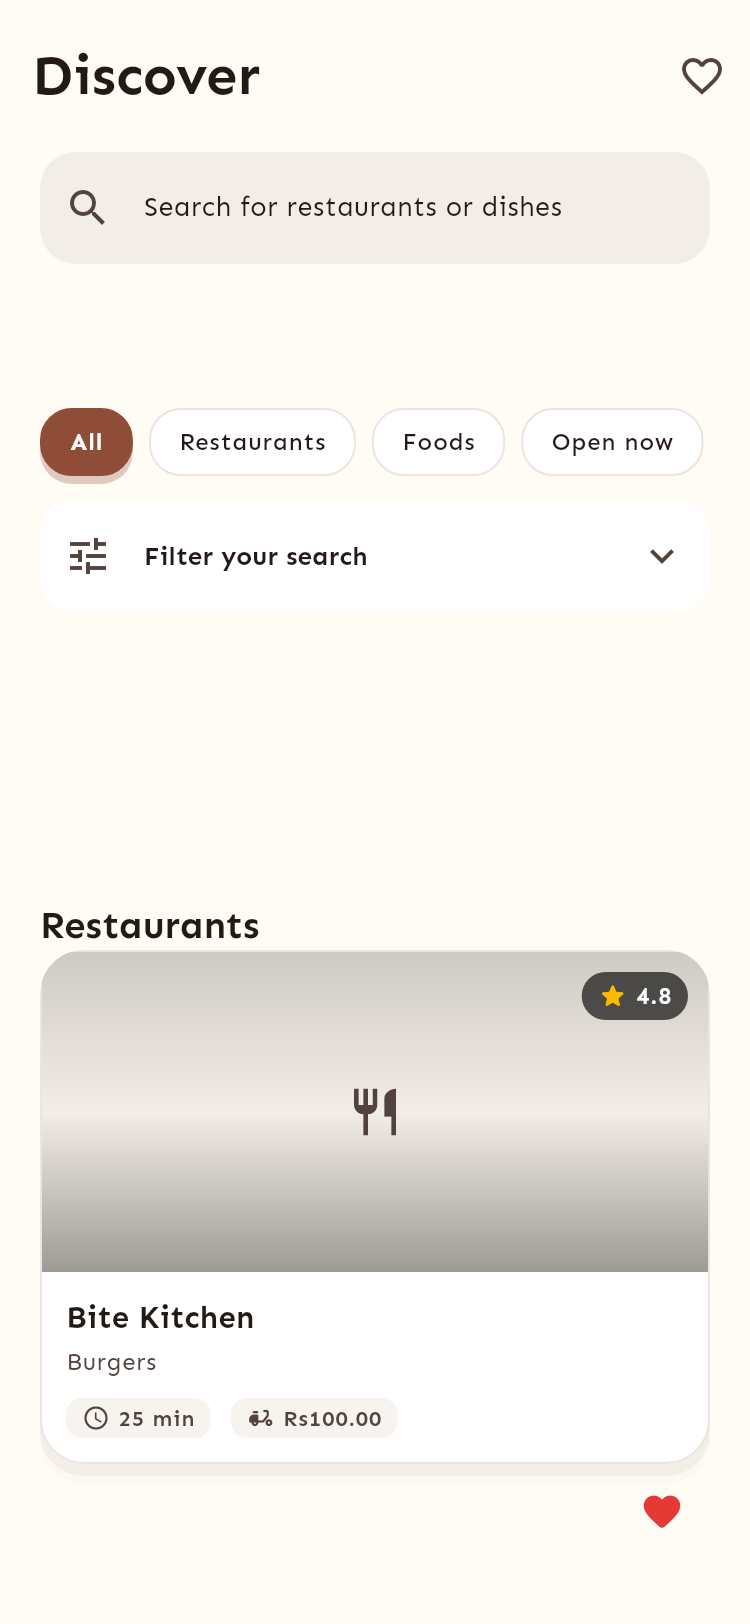 Discover
Search for restaurants or dishes
All Restaurants Foods Open now
Filter your search
Restaurants
4.8
Bite Kitchen
Burgers
25 min Rs100.00